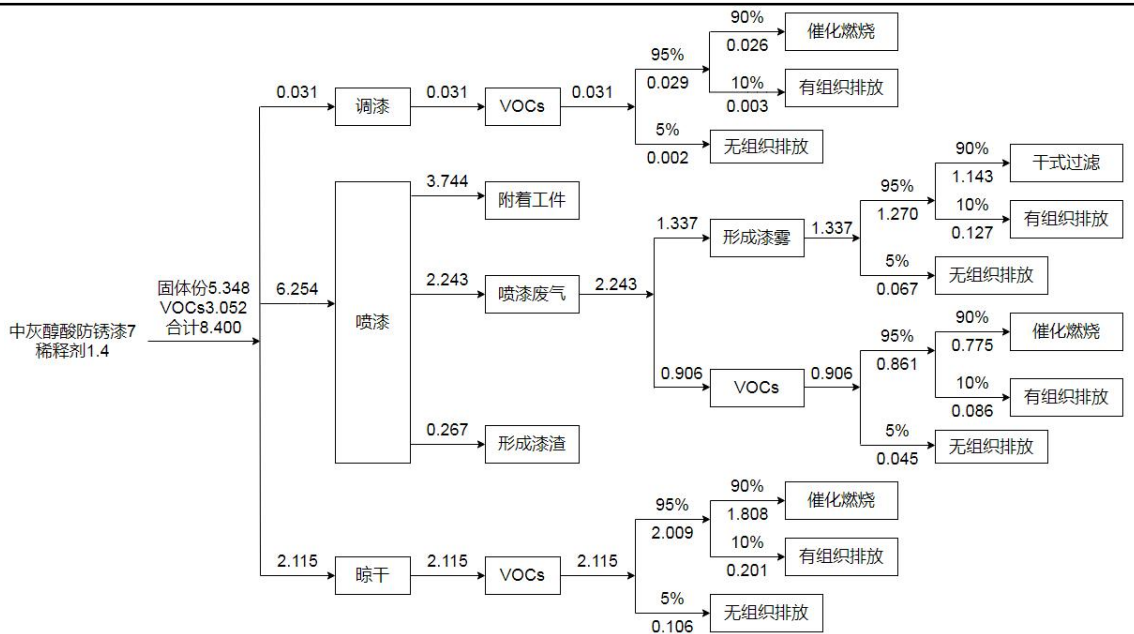 中灰醇酸防锈漆7
稀释剂1.4
固体份5.348
VOCs3.052
合计8.400
0.031
调漆
0.031
VOCs
0.031
95%
0.029
90%
0.026
催化燃烧
10%
0.003
有组织排放
5%
0.002
无组织排放
6.254
喷漆
3.744
附着工件
2.243
喷漆废气
2.243
1.337
形成漆雾
1.337
95%
1.270
90%
1.143
干式过滤
10%
0.127
有组织排放
5%
0.067
无组织排放
0.906
VOCs
0.906
95%
0.861
90%
0.775
催化燃烧
10%
0.086
有组织排放
5%
0.045
无组织排放
0.267
形成漆渣
2.115
晾干
2.115
VOCs
2.115
95%
2.009
90%
1.808
催化燃烧
10%
0.201
有组织排放
5%
0.106
无组织排放